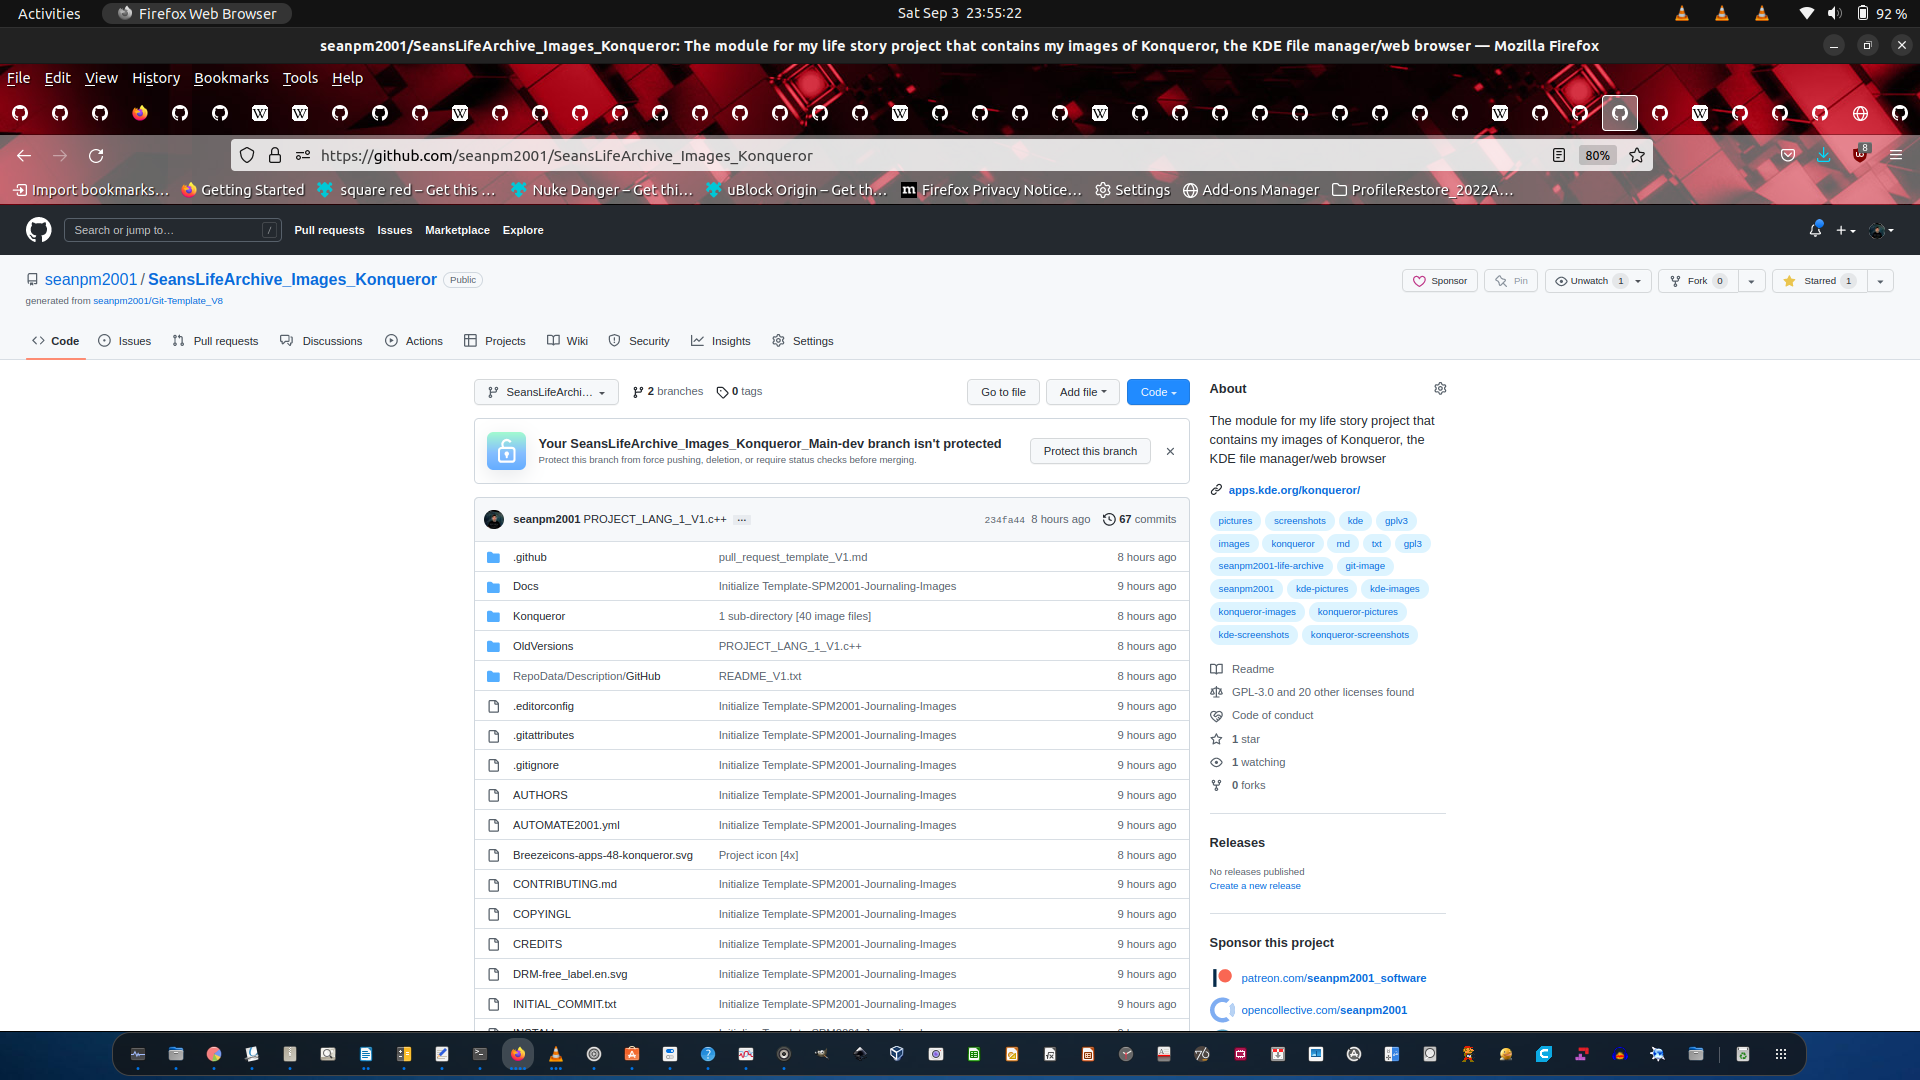 Activities
Firefox Web Browser
Sat Sep 3 23:55:22
92 %
seanpm2001/SeansLifeArchive_Images_Konqueror: The module for my life story project that contains my images of Konqueror, the KDE file manager/web browser — Mozilla Firefox
File Edit View History Bookmarks Tools Help
https://github.com/seanpm2001/SeansLifeArchive_Images_Konqueror
80%
8
Import bookmarks… Getting Started square red – Get this … Nuke Danger – Get thi… uBlock Origin – Get th… Firefox Privacy Notice… Settings Add-ons Manager ProfileRestore_2022A…
Search or jump to… /
Pull requests Issues Marketplace Explore
seanpm2001 / SeansLifeArchive_Images_Konqueror Public
generated from seanpm2001/Git-Template_V8
Sponsor Pin Unwatch 1 Fork 0 Starred 1
Code Issues Pull requests Discussions Actions Projects Wiki Security Insights Settings
SeansLifeArchi… 2 branches 0 tags
Go to file Add file Code
Your SeansLifeArchive_Images_Konqueror_Main-dev branch isn't protected
Protect this branch from force pushing, deletion, or require status checks before merging.
Protect this branch
seanpm2001 PROJECT_LANG_1_V1.c++ … 234fa44 8 hours ago 67 commits
.github pull_request_template_V1.md 8 hours ago
Docs Initialize Template-SPM2001-Journaling-Images 9 hours ago
Konqueror 1 sub-directory [40 image files] 8 hours ago
OldVersions PROJECT_LANG_1_V1.c++ 8 hours ago
RepoData/Description/GitHub README_V1.txt 8 hours ago
.editorconfig Initialize Template-SPM2001-Journaling-Images 9 hours ago
.gitattributes Initialize Template-SPM2001-Journaling-Images 9 hours ago
.gitignore Initialize Template-SPM2001-Journaling-Images 9 hours ago
AUTHORS Initialize Template-SPM2001-Journaling-Images 9 hours ago
AUTOMATE2001.yml Initialize Template-SPM2001-Journaling-Images 9 hours ago
Breezeicons-apps-48-konqueror.svg Project icon [4x] 8 hours ago
CONTRIBUTING.md Initialize Template-SPM2001-Journaling-Images 9 hours ago
COPYINGL Initialize Template-SPM2001-Journaling-Images 9 hours ago
CREDITS Initialize Template-SPM2001-Journaling-Images 9 hours ago
DRM-free_label.en.svg Initialize Template-SPM2001-Journaling-Images 9 hours ago
INITIAL_COMMIT.txt Initialize Template-SPM2001-Journaling-Images 9 hours ago
About
The module for my life story project that
contains my images of Konqueror, the
KDE file manager/web browser
apps.kde.org/konqueror/
pictures screenshots kde gplv3
images konqueror md txt gpl3
seanpm2001-life-archive git-image
seanpm2001 kde-pictures kde-images
konqueror-images konqueror-pictures
kde-screenshots konqueror-screenshots
Readme
GPL-3.0 and 20 other licenses found
Code of conduct
1 star
1 watching
0 forks
Releases
No releases published
Create a new release
Sponsor this project
patreon.com/seanpm2001_software
opencollective.com/seanpm2001